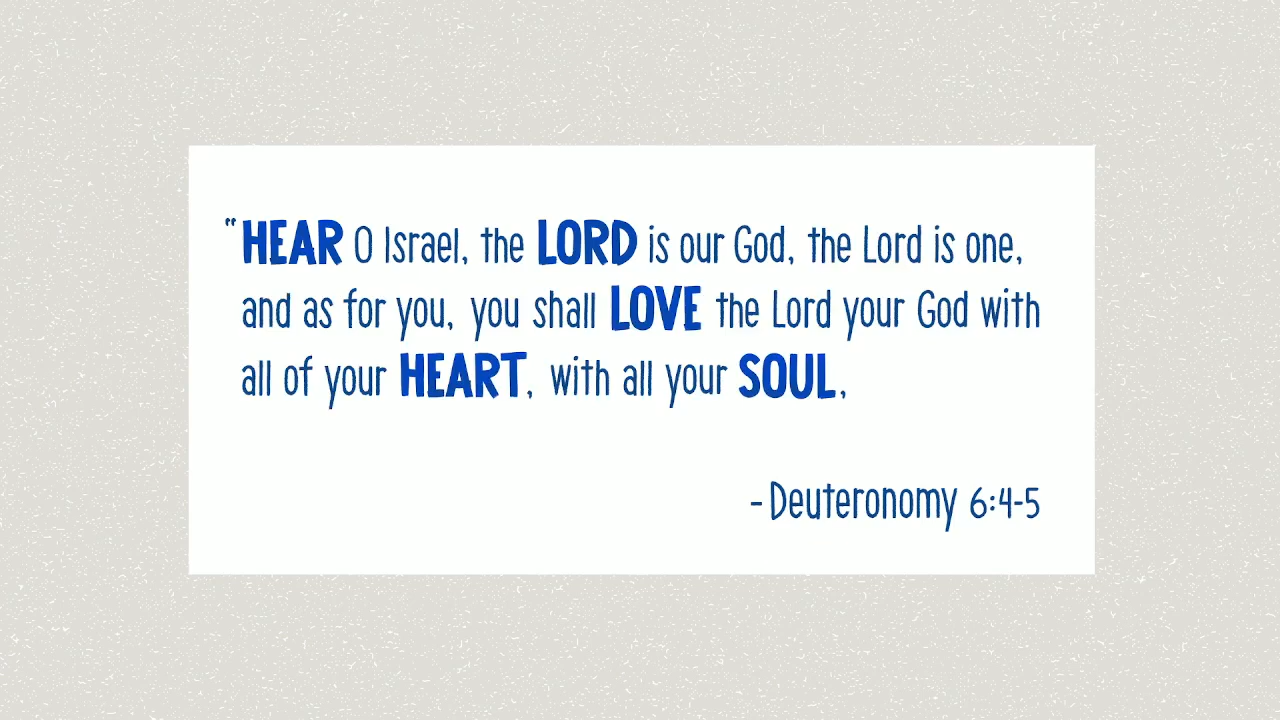 “HEAR O Israel, the LORD is our God, the Lord is one,
and as for you, you shall LOVE the Lord your God with
all of your HEART, with all your SOUL,
- Deuteronomy 6:4-5